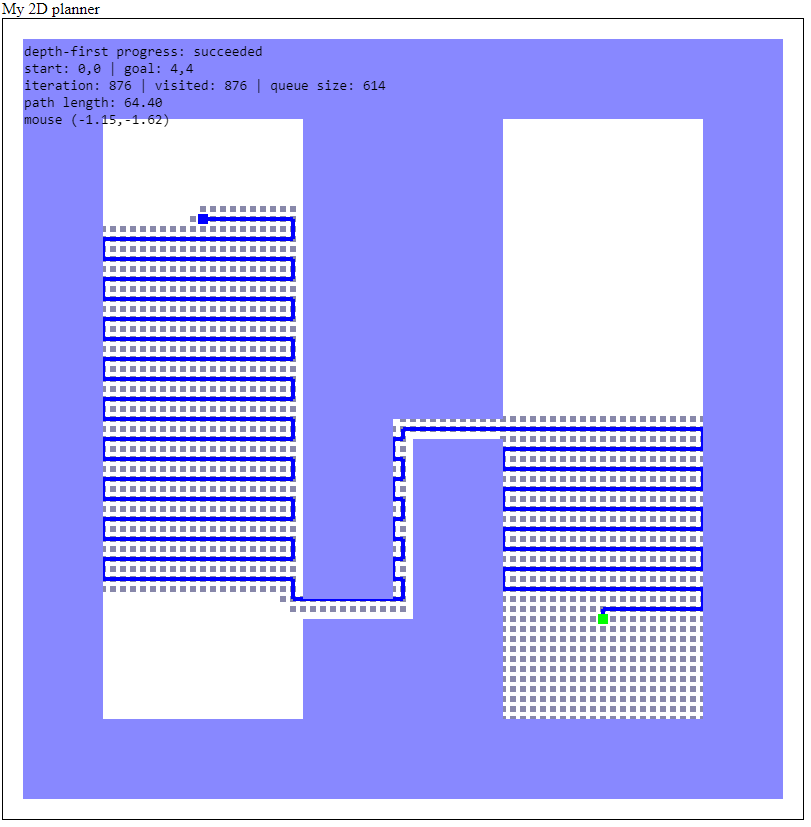 My 2D planner
depth-first progress: succeeded
start: 0,0 | goal: 4,4
iteration: 876 | visited: 876 | queue size: 614
path length: 64.40
mouse (-1.15,-1.62)